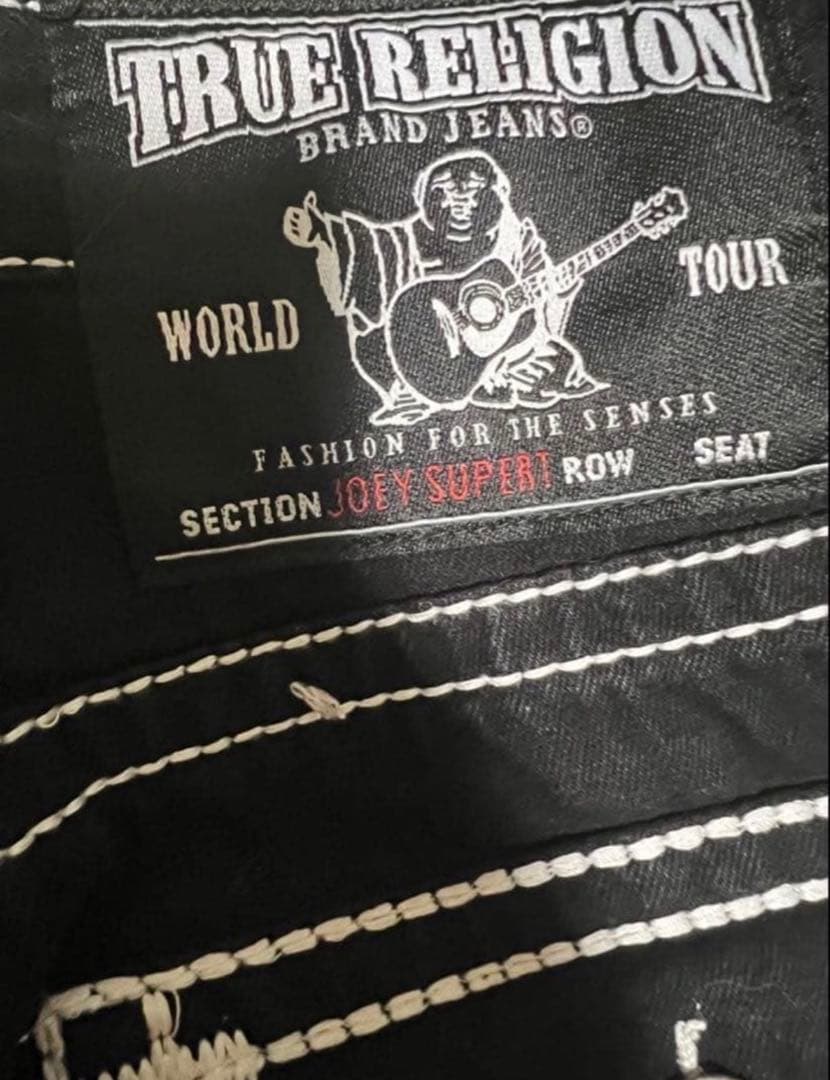 TRUE RELIGION
BRAND JEANS®
WORLD TOUR
FASHION FOR THE SENSES
SECTION JOEY SUPERT ROW SEAT